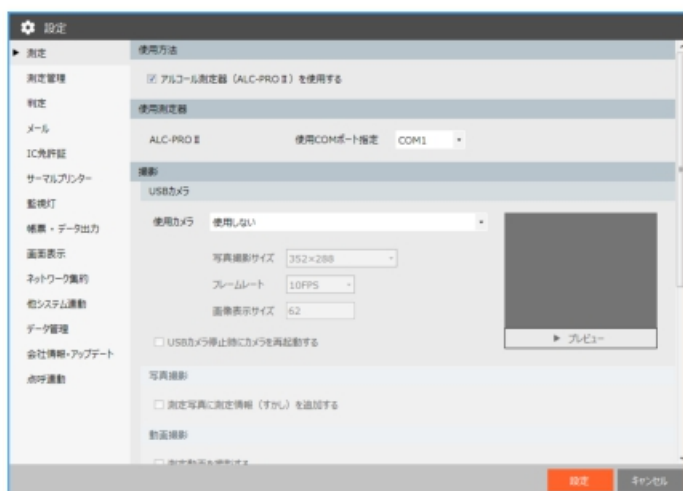 設定
測定
測定管理
判定
メール
IC免許証
サーマルプリンター
監視灯
帳票・データ出力
画面表示
ネットワーク集約
他システム連動
データ管理
会社情報・アップデート
点呼連動
使用方法
アルコール測定器（ALC-PROⅡ）を使用する
使用測定器
ALC-PROⅡ 使用COMポート指定 COM1
撮影
USBカメラ
使用カメラ 使用しない
写真撮影サイズ 352×288
フレームレート 10FPS
画像表示サイズ 62
▶ プレビュー
USBカメラ停止時にカメラを再起動する
写真撮影
測定写真に測定情報（すかし）を追加する
動画撮影
測定動画を撮影する
設定 キャンセル